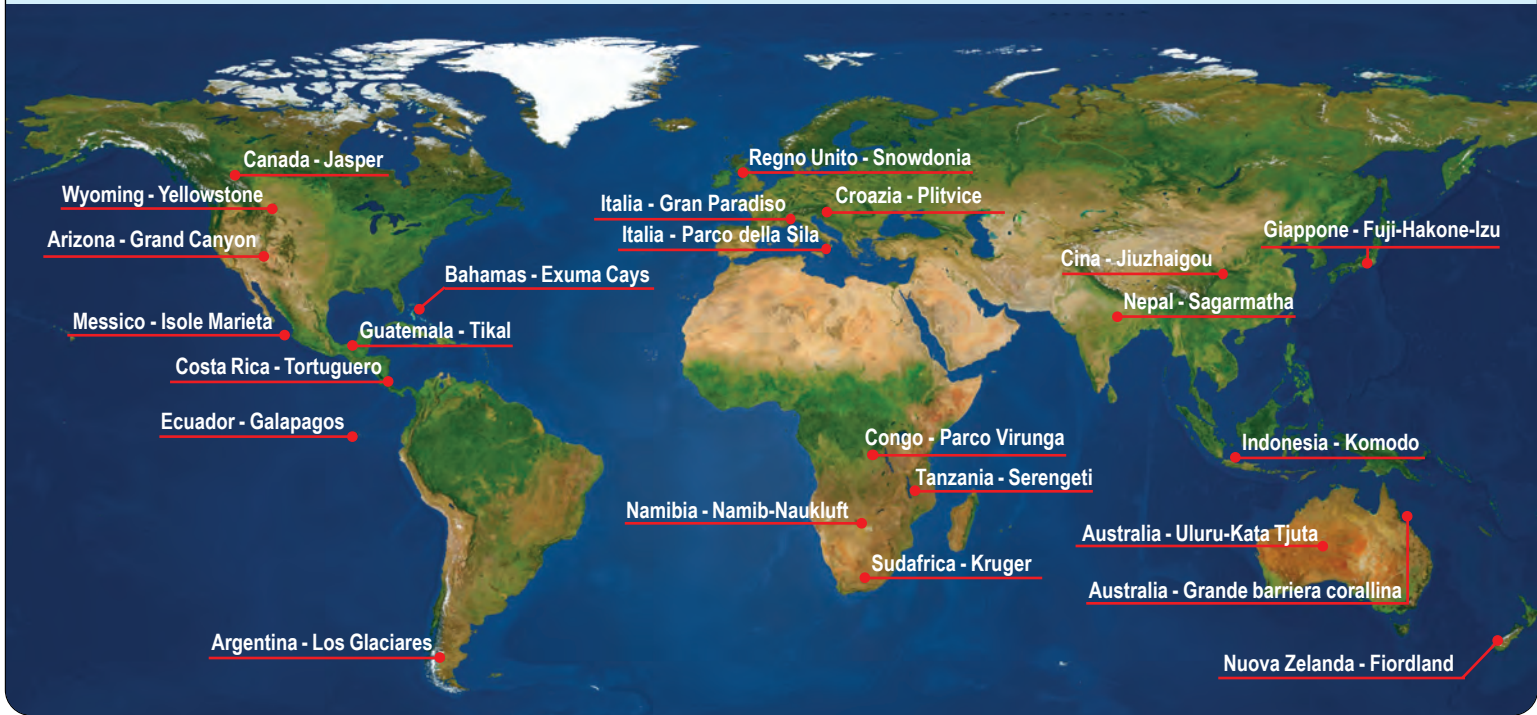 Canada - Jasper
Wyoming - Yellowstone
Arizona - Grand Canyon
Bahamas - Exuma Cays
Messico - Isole Marieta
Guatemala - Tikal
Costa Rica - Tortuguero
Ecuador - Galapagos
Argentina - Los Glaciares
Regno Unito - Snowdonia
Italia - Gran Paradiso
Croazia - Plitvice
Italia - Parco della Sila
Giappone - Fuji-Hakone-Izu
Cina - Jiuzhaigou
Nepal - Sagarmatha
Congo - Parco Virunga
Tanzania - Serengeti
Namibia - Namib-Naukluft
Sudafrica - Kruger
Indonesia - Komodo
Australia - Uluru-Kata Tjuta
Australia - Grande barriera corallina
Nuova Zelanda - Fiordland